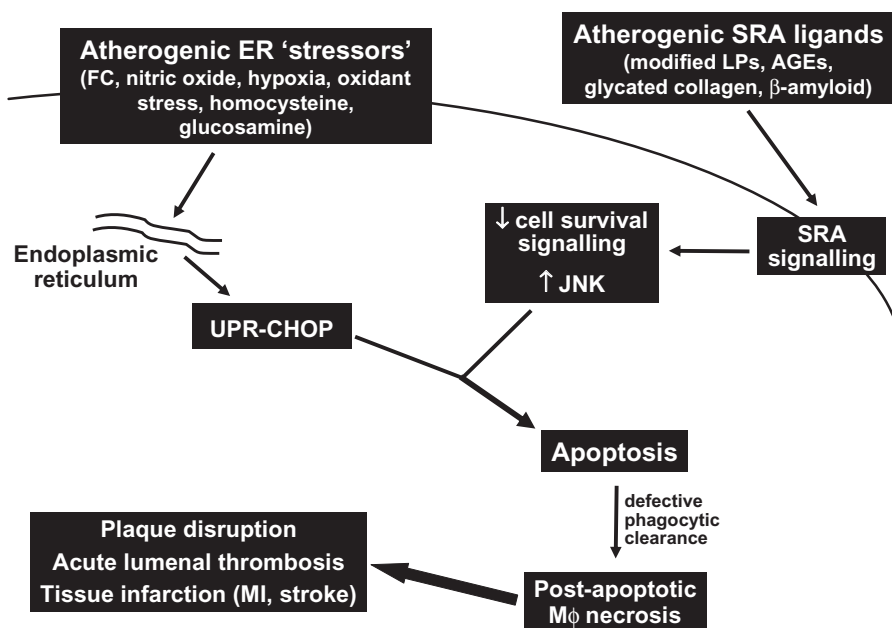 Atherogenic ER ‘stressors’
(FC, nitric oxide, hypoxia, oxidant
stress, homocysteine,
glucosamine)
Atherogenic SRA ligands
(modified LPs, AGEs,
glycated collagen, β-amyloid)
Endoplasmic
reticulum
↓ cell survival
signalling
↑ JNK
SRA
signalling
UPR-CHOP
Apoptosis
defective
phagocytic
clearance
Plaque disruption
Acute lumenal thrombosis
Tissue infarction (MI, stroke)
Post-apoptotic
Mϕ necrosis